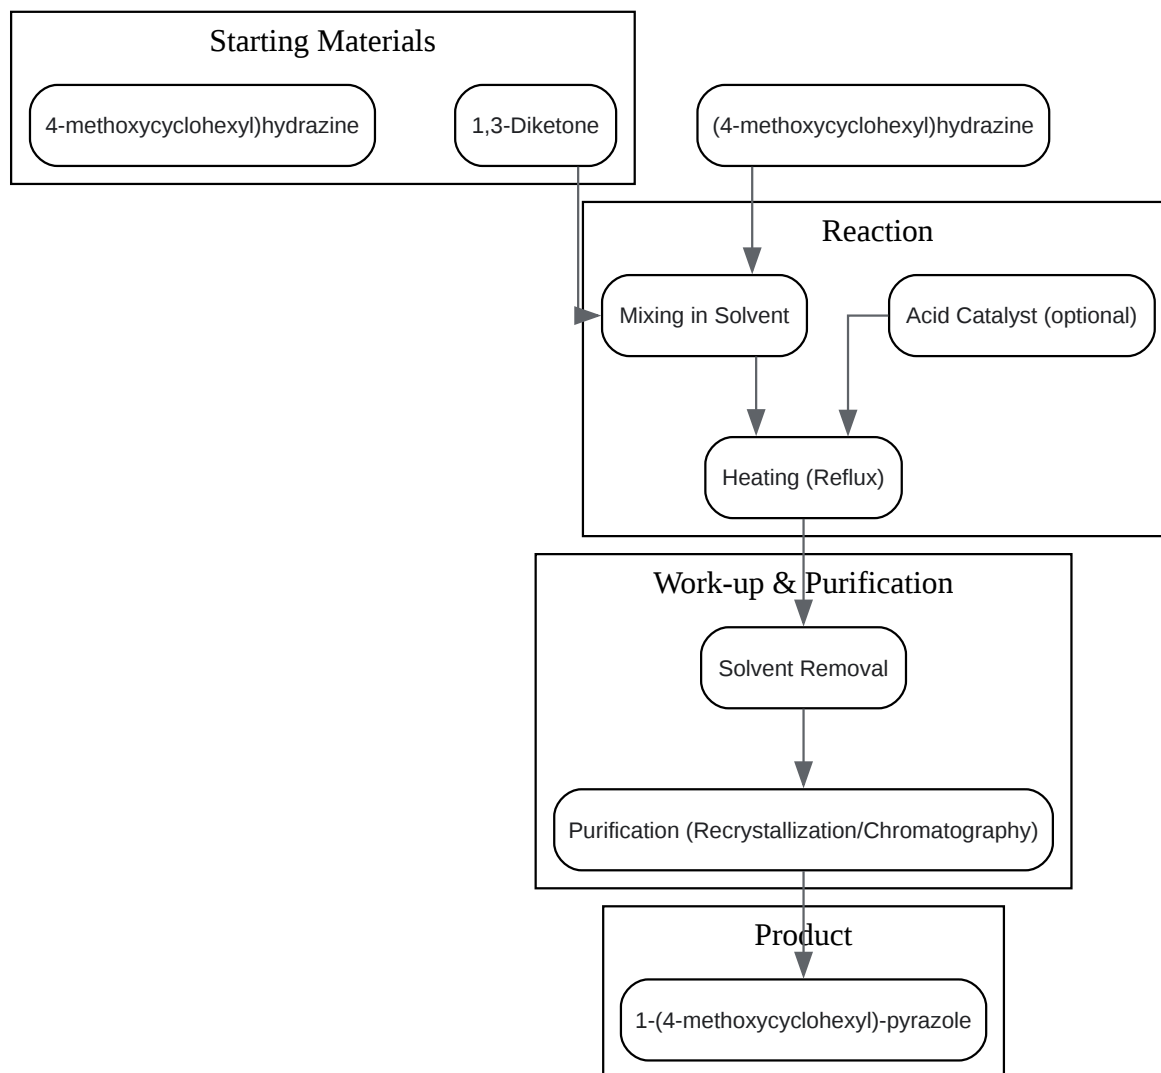 Starting Materials
4-methoxycyclohexyl)hydrazine
1,3-Diketone
(4-methoxycyclohexyl)hydrazine
Reaction
Mixing in Solvent
Acid Catalyst (optional)
Heating (Reflux)
Work-up & Purification
Solvent Removal
Purification (Recrystallization/Chromatography)
Product
1-(4-methoxycyclohexyl)-pyrazole